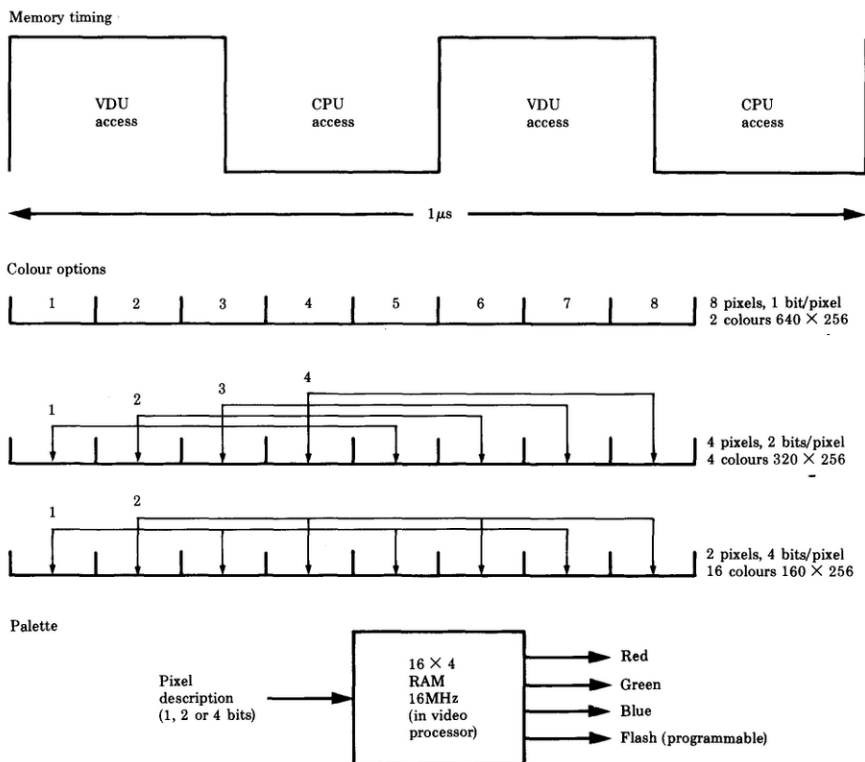 Memory timing
VDU
access
CPU
access
VDU
access
CPU
access
1μs
Colour options
1 2 3 4 5 6 7 8
8 pixels, 1 bit/pixel
2 colours 640 × 256
1 2 3 4
4 pixels, 2 bits/pixel
4 colours 320 × 256
1 2
2 pixels, 4 bits/pixel
16 colours 160 × 256
Palette
Pixel
description
(1, 2 or 4 bits)
16 × 4
RAM
16MHz
(in video
processor)
Red
Green
Blue
Flash (programmable)